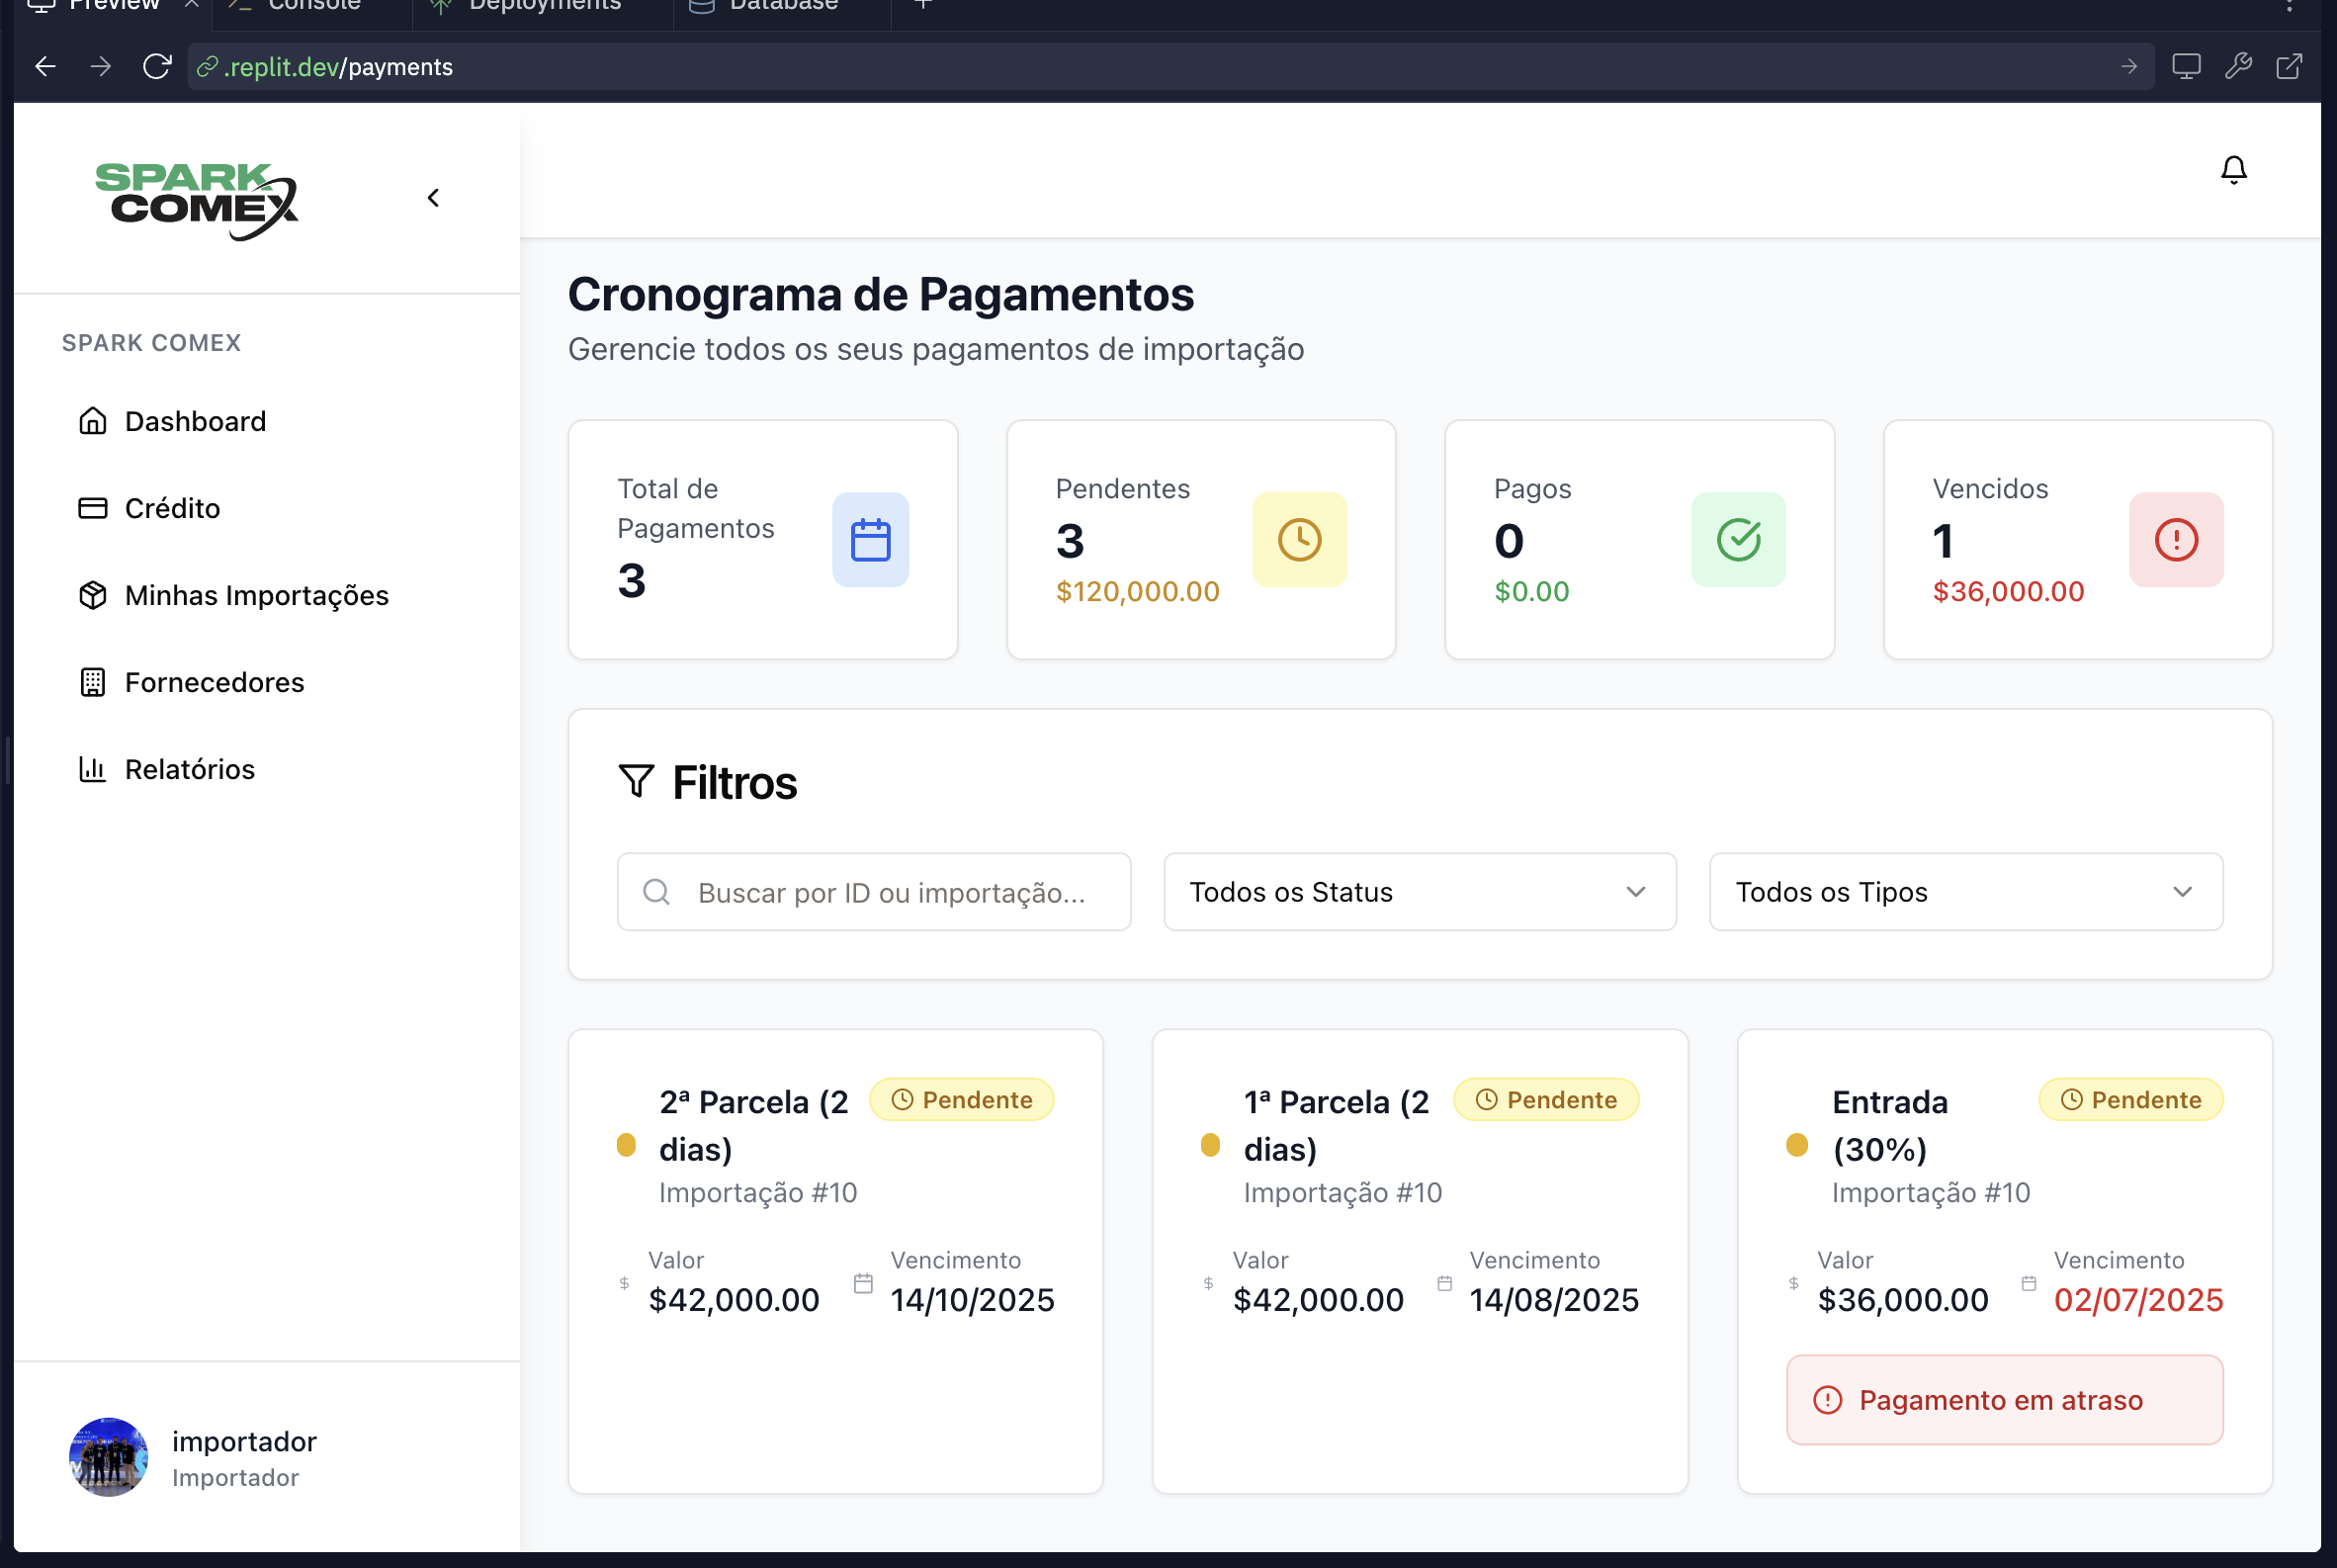 Preview
Console
Deployments
Database
.replit.dev/payments
SPARK
COMEX
SPARK COMEX
Dashboard
Crédito
Minhas Importações
Fornecedores
Relatórios
importador
Importador
Cronograma de Pagamentos
Gerencie todos os seus pagamentos de importação
Total de
Pagamentos
3
Pendentes
3
$120,000.00
Pagos
0
$0.00
Vencidos
1
$36,000.00
Filtros
Buscar por ID ou importação...
Todos os Status
Todos os Tipos
2ª Parcela (2
dias)
Pendente
Importação #10
Valor
$42,000.00
Vencimento
14/10/2025
1ª Parcela (2
dias)
Pendente
Importação #10
Valor
$42,000.00
Vencimento
14/08/2025
Entrada
(30%)
Pendente
Importação #10
Valor
$36,000.00
Vencimento
02/07/2025
Pagamento em atraso